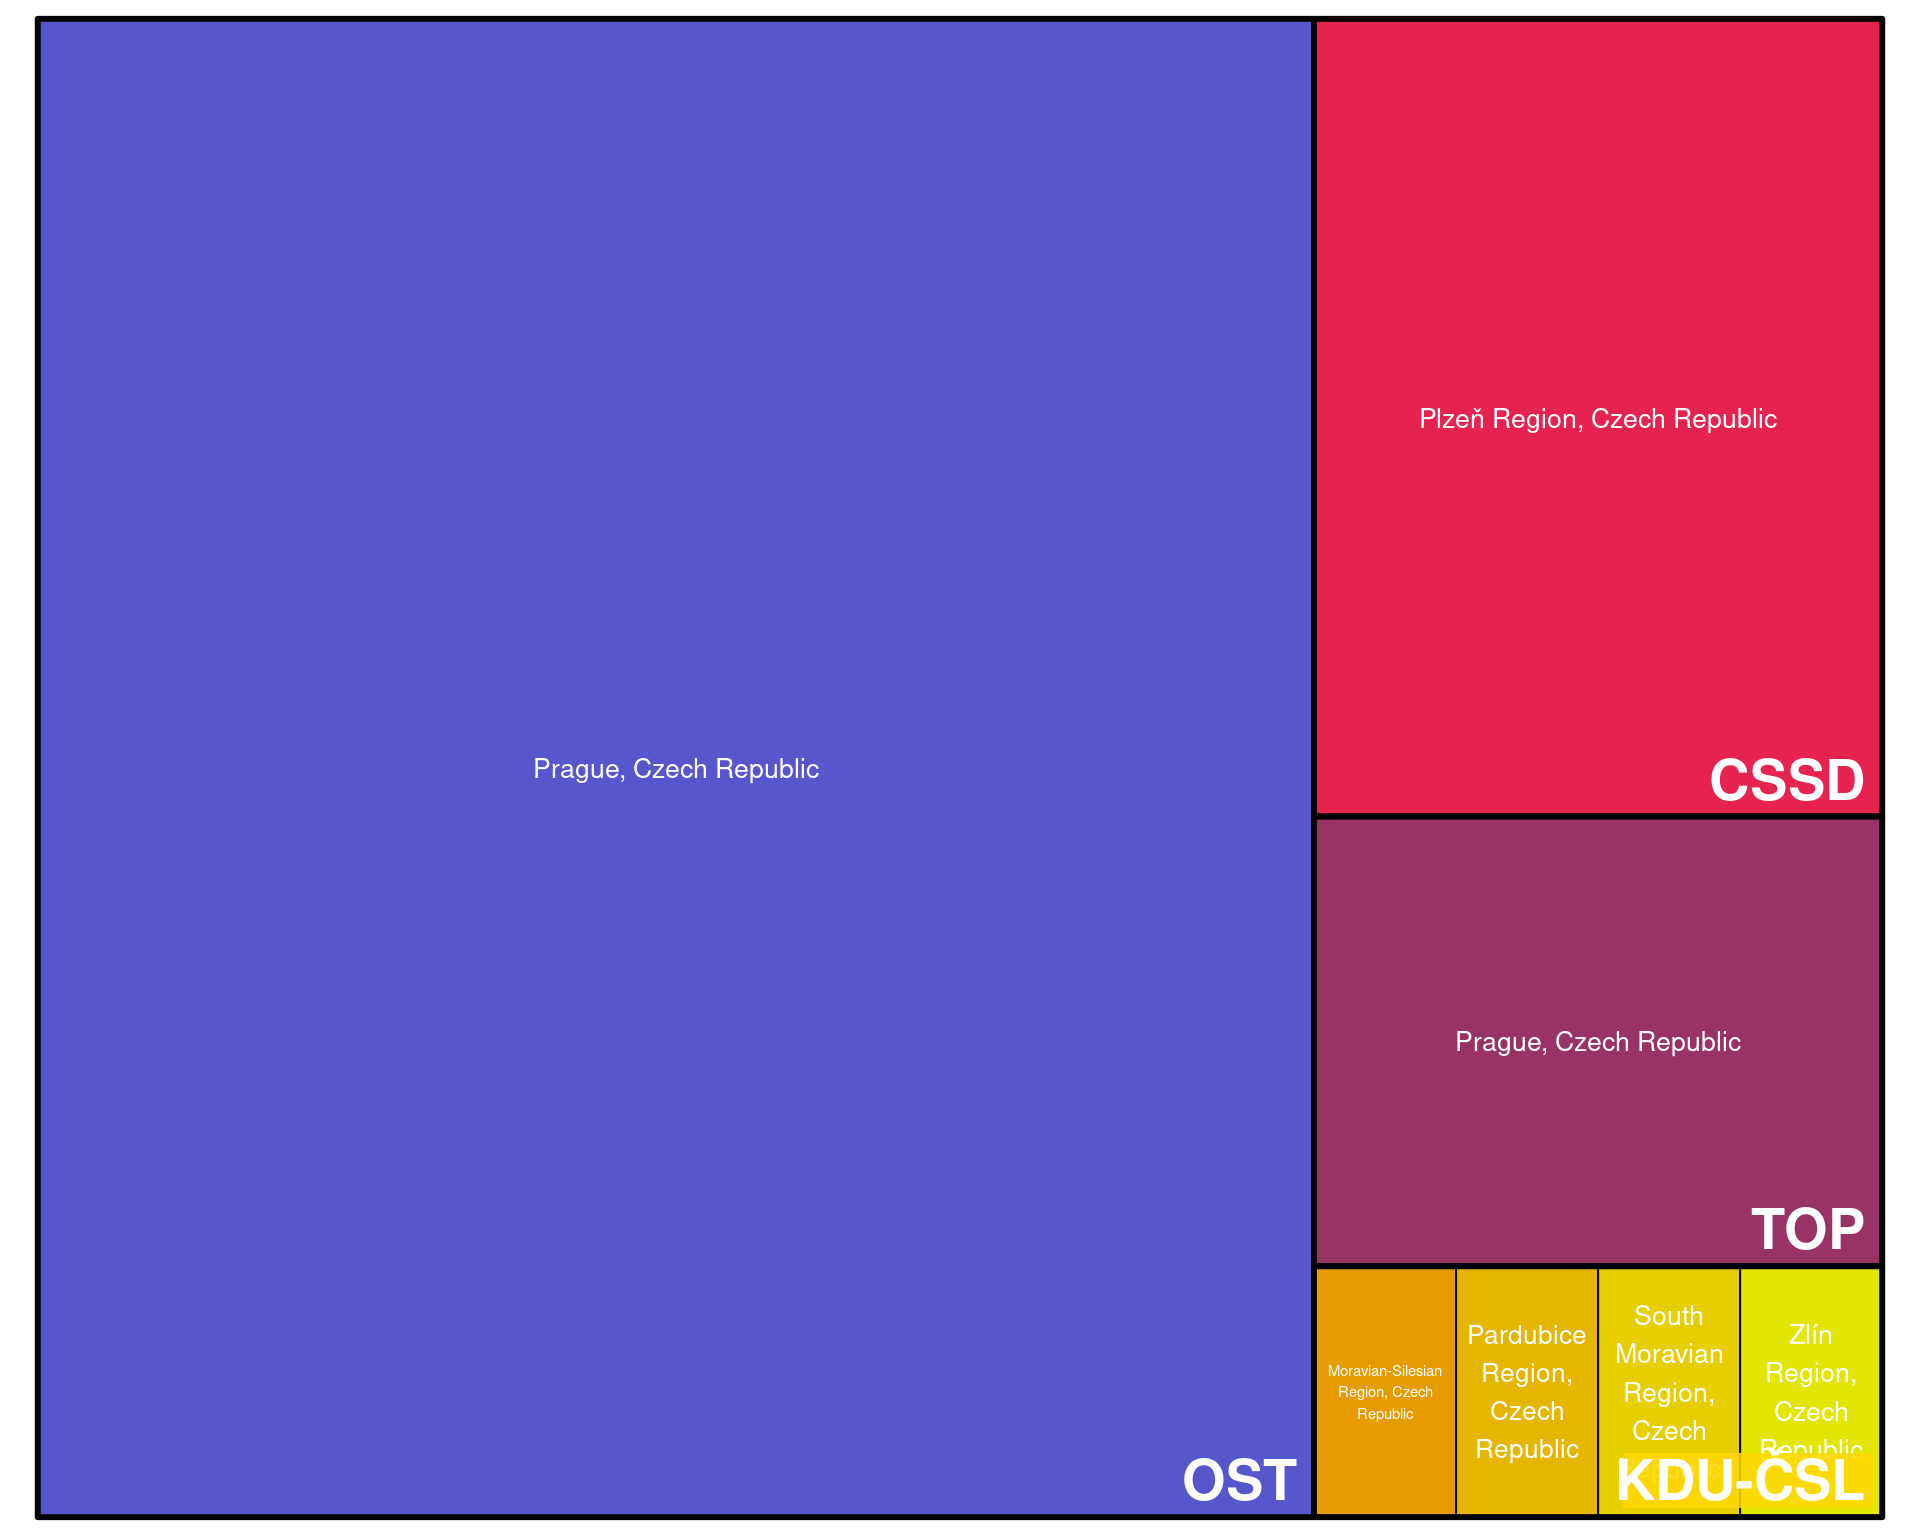 Prague, Czech Republic
OST
Plzeň Region, Czech Republic
CSSD
Prague, Czech Republic
TOP
Moravian-Silesian
Region, Czech
Republic
Pardubice
Region,
Czech
Republic
South
Moravian
Region,
Czech
Zlín
Region,
Czech
Republic
KDU-ČSL